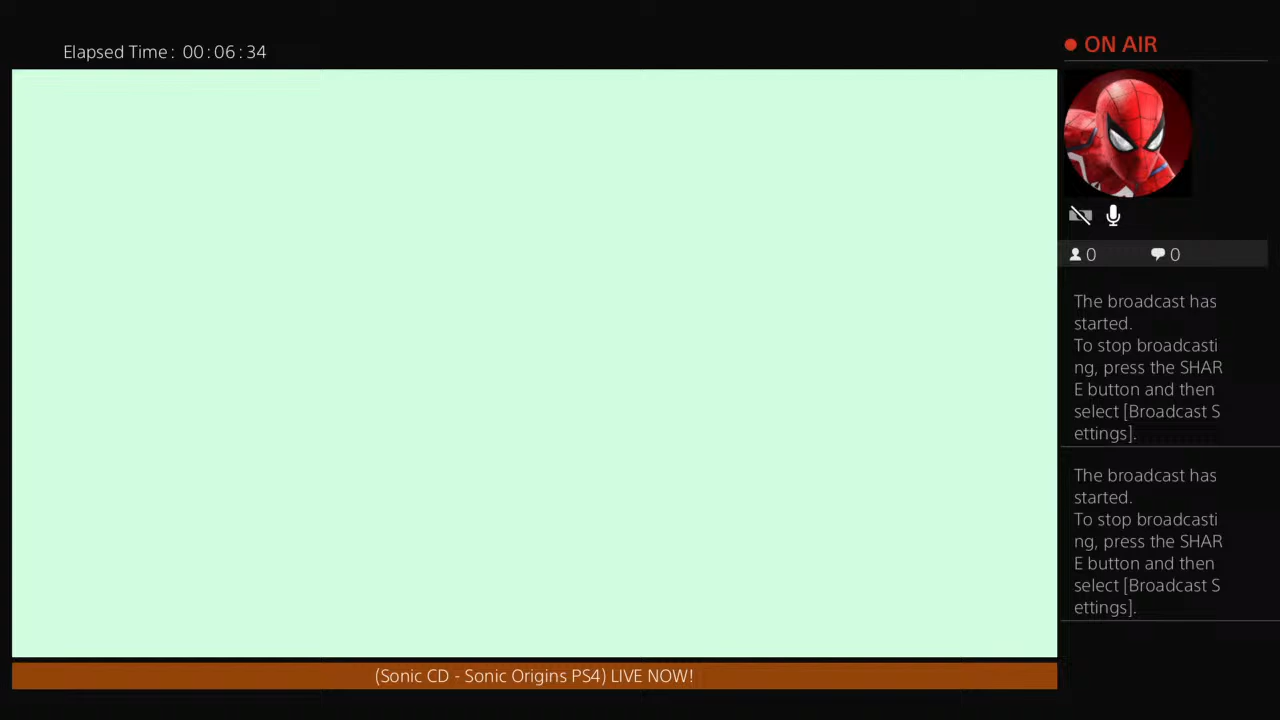 Elapsed Time: 00:06:34
ON AIR
0 0
The broadcast has
started.
To stop broadcasti
ng, press the SHAR
E button and then
select [Broadcast S
ettings].
The broadcast has
started.
To stop broadcasti
ng, press the SHAR
E button and then
select [Broadcast S
ettings].
(Sonic CD - Sonic Origins PS4) LIVE NOW!